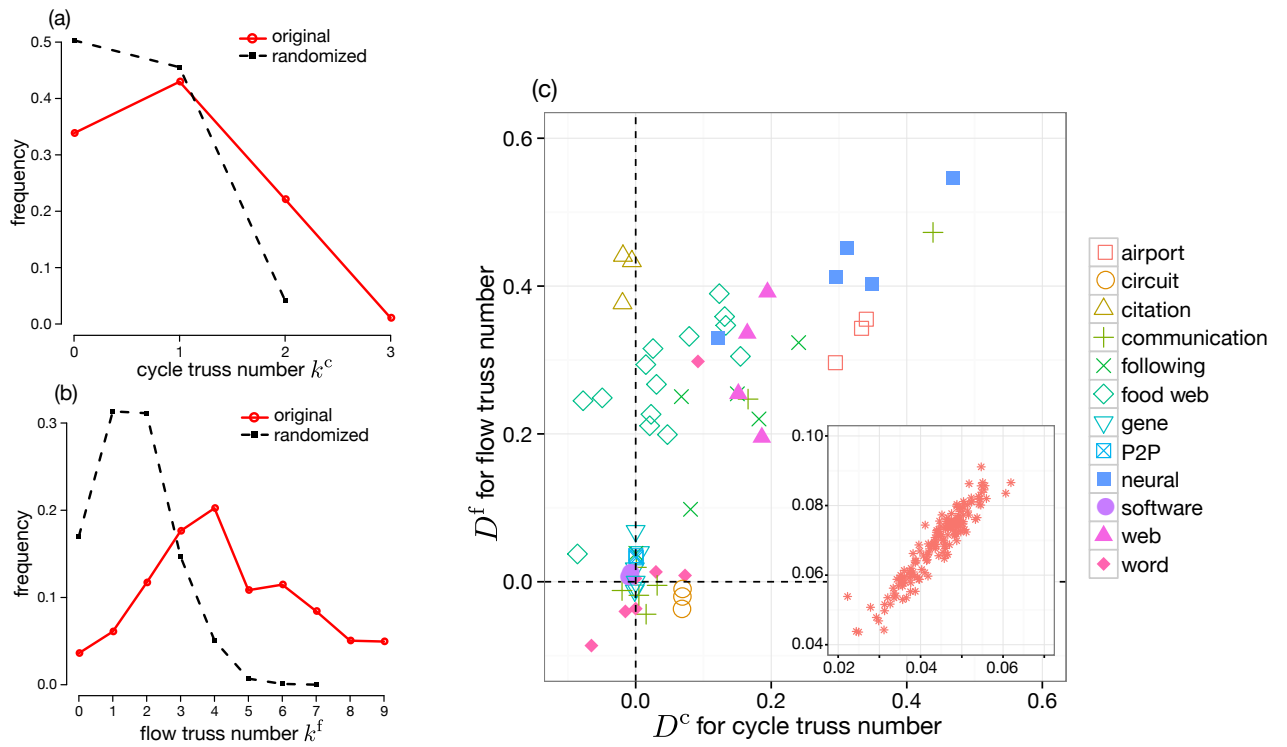 (a)
original
randomized
frequency
0.5
0.4
0.3
0.2
0.1
0.0
0 1 2 3
cycle truss number kᶜ
(b)
original
randomized
frequency
0.3
0.2
0.1
0.0
0 1 2 3 4 5 6 7 8 9
flow truss number kᶠ
(c)
Dᶠ for flow truss number
0.6
0.4
0.2
0.0
0.0 0.2 0.4 0.6
Dᶜ for cycle truss number
0.10
0.08
0.06
0.04
0.02 0.04 0.06
airport
circuit
citation
communication
following
food web
gene
P2P
neural
software
web
word